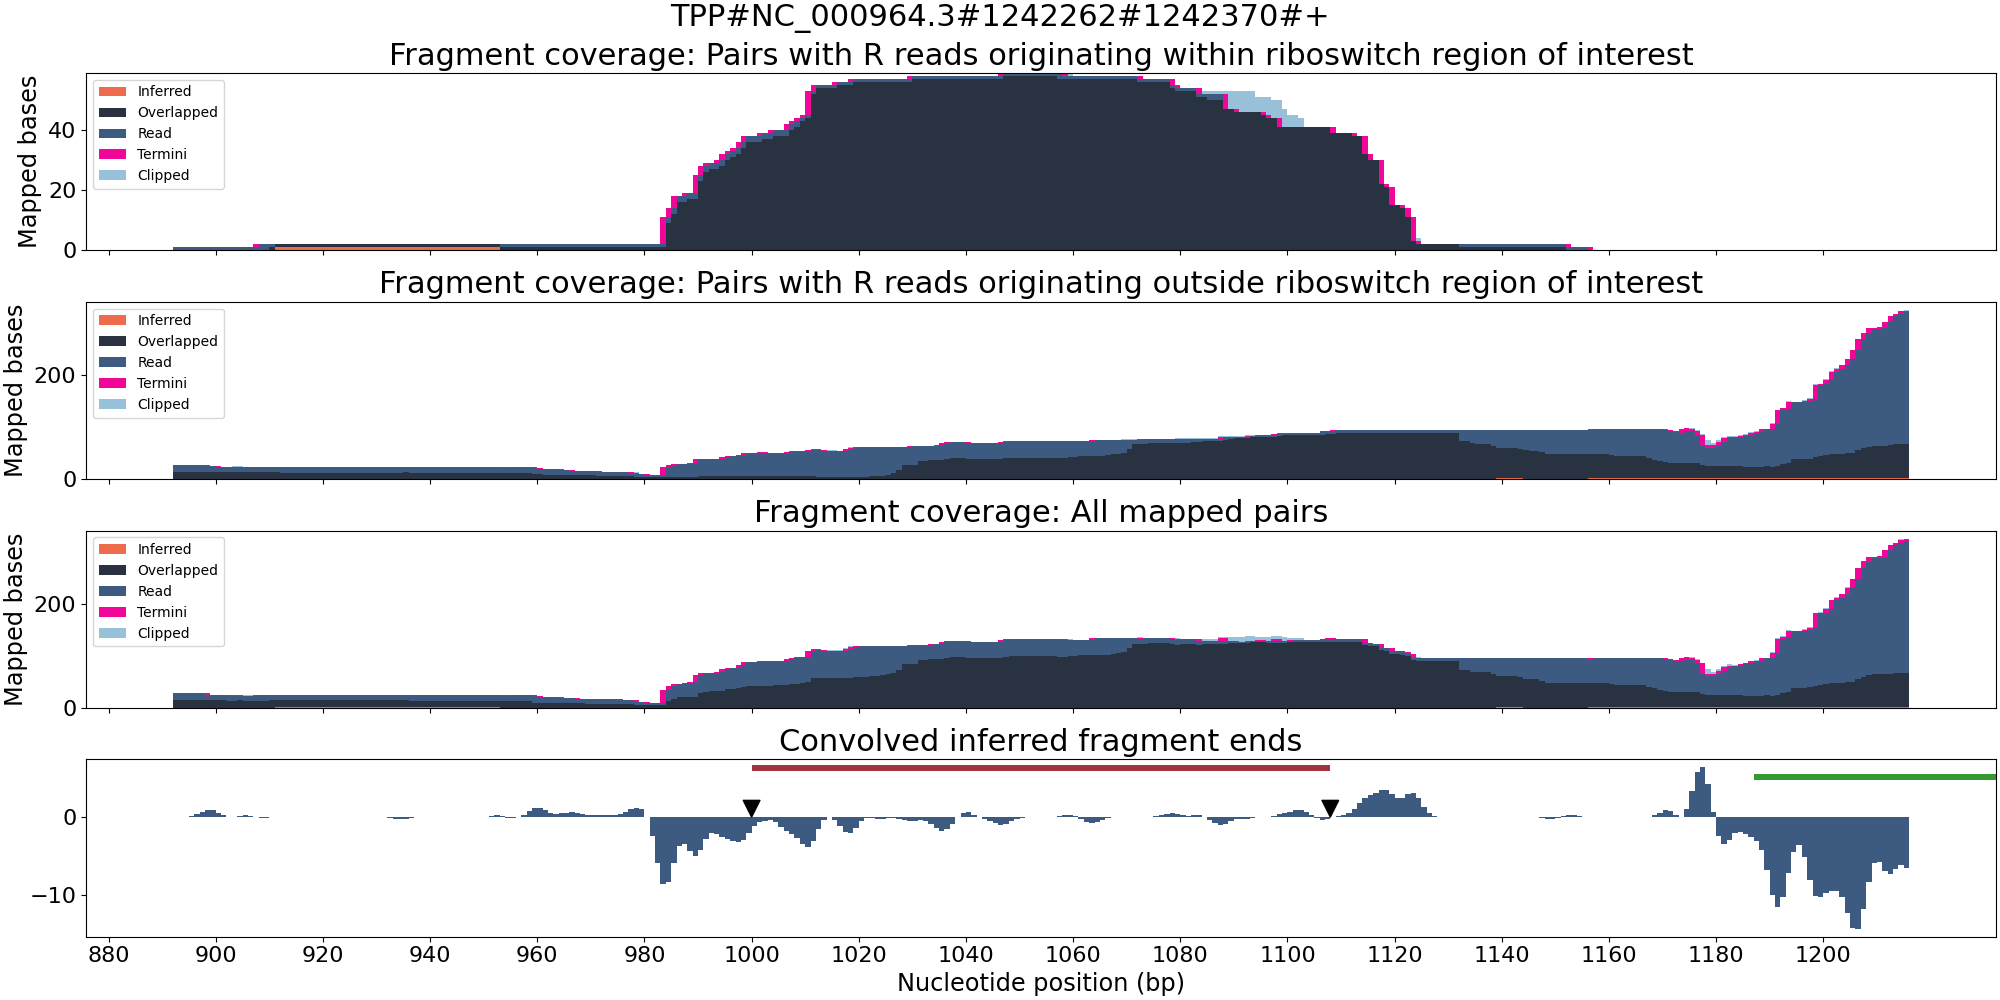 TPP#NC_000964.3#1242262#1242370#+
Fragment coverage: Pairs with R reads originating within riboswitch region of interest
Mapped bases
40
20
0
Inferred
Overlapped
Read
Termini
Clipped
Fragment coverage: Pairs with R reads originating outside riboswitch region of interest
Mapped bases
200
0
Inferred
Overlapped
Read
Termini
Clipped
Fragment coverage: All mapped pairs
Mapped bases
200
0
Inferred
Overlapped
Read
Termini
Clipped
Convolved inferred fragment ends
0
−10
880 900 920 940 960 980 1000 1020 1040 1060 1080 1100 1120 1140 1160 1180 1200
Nucleotide position (bp)